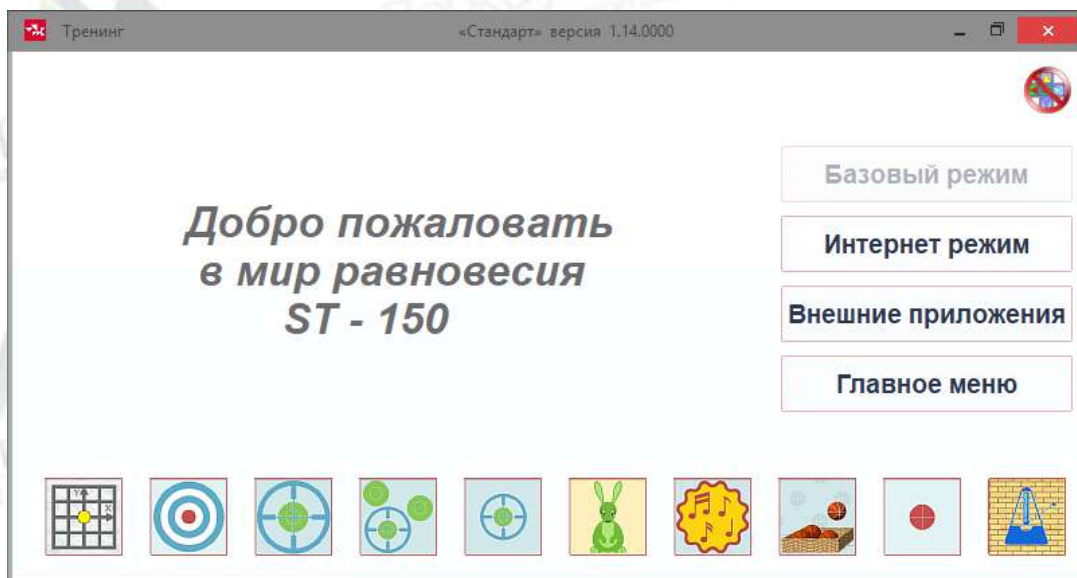 Тренинг
«Стандарт» версия 1.14.0000
Добро пожаловать
в мир равновесия
ST - 150
Базовый режим
Интернет режим
Внешние приложения
Главное меню
Y
X